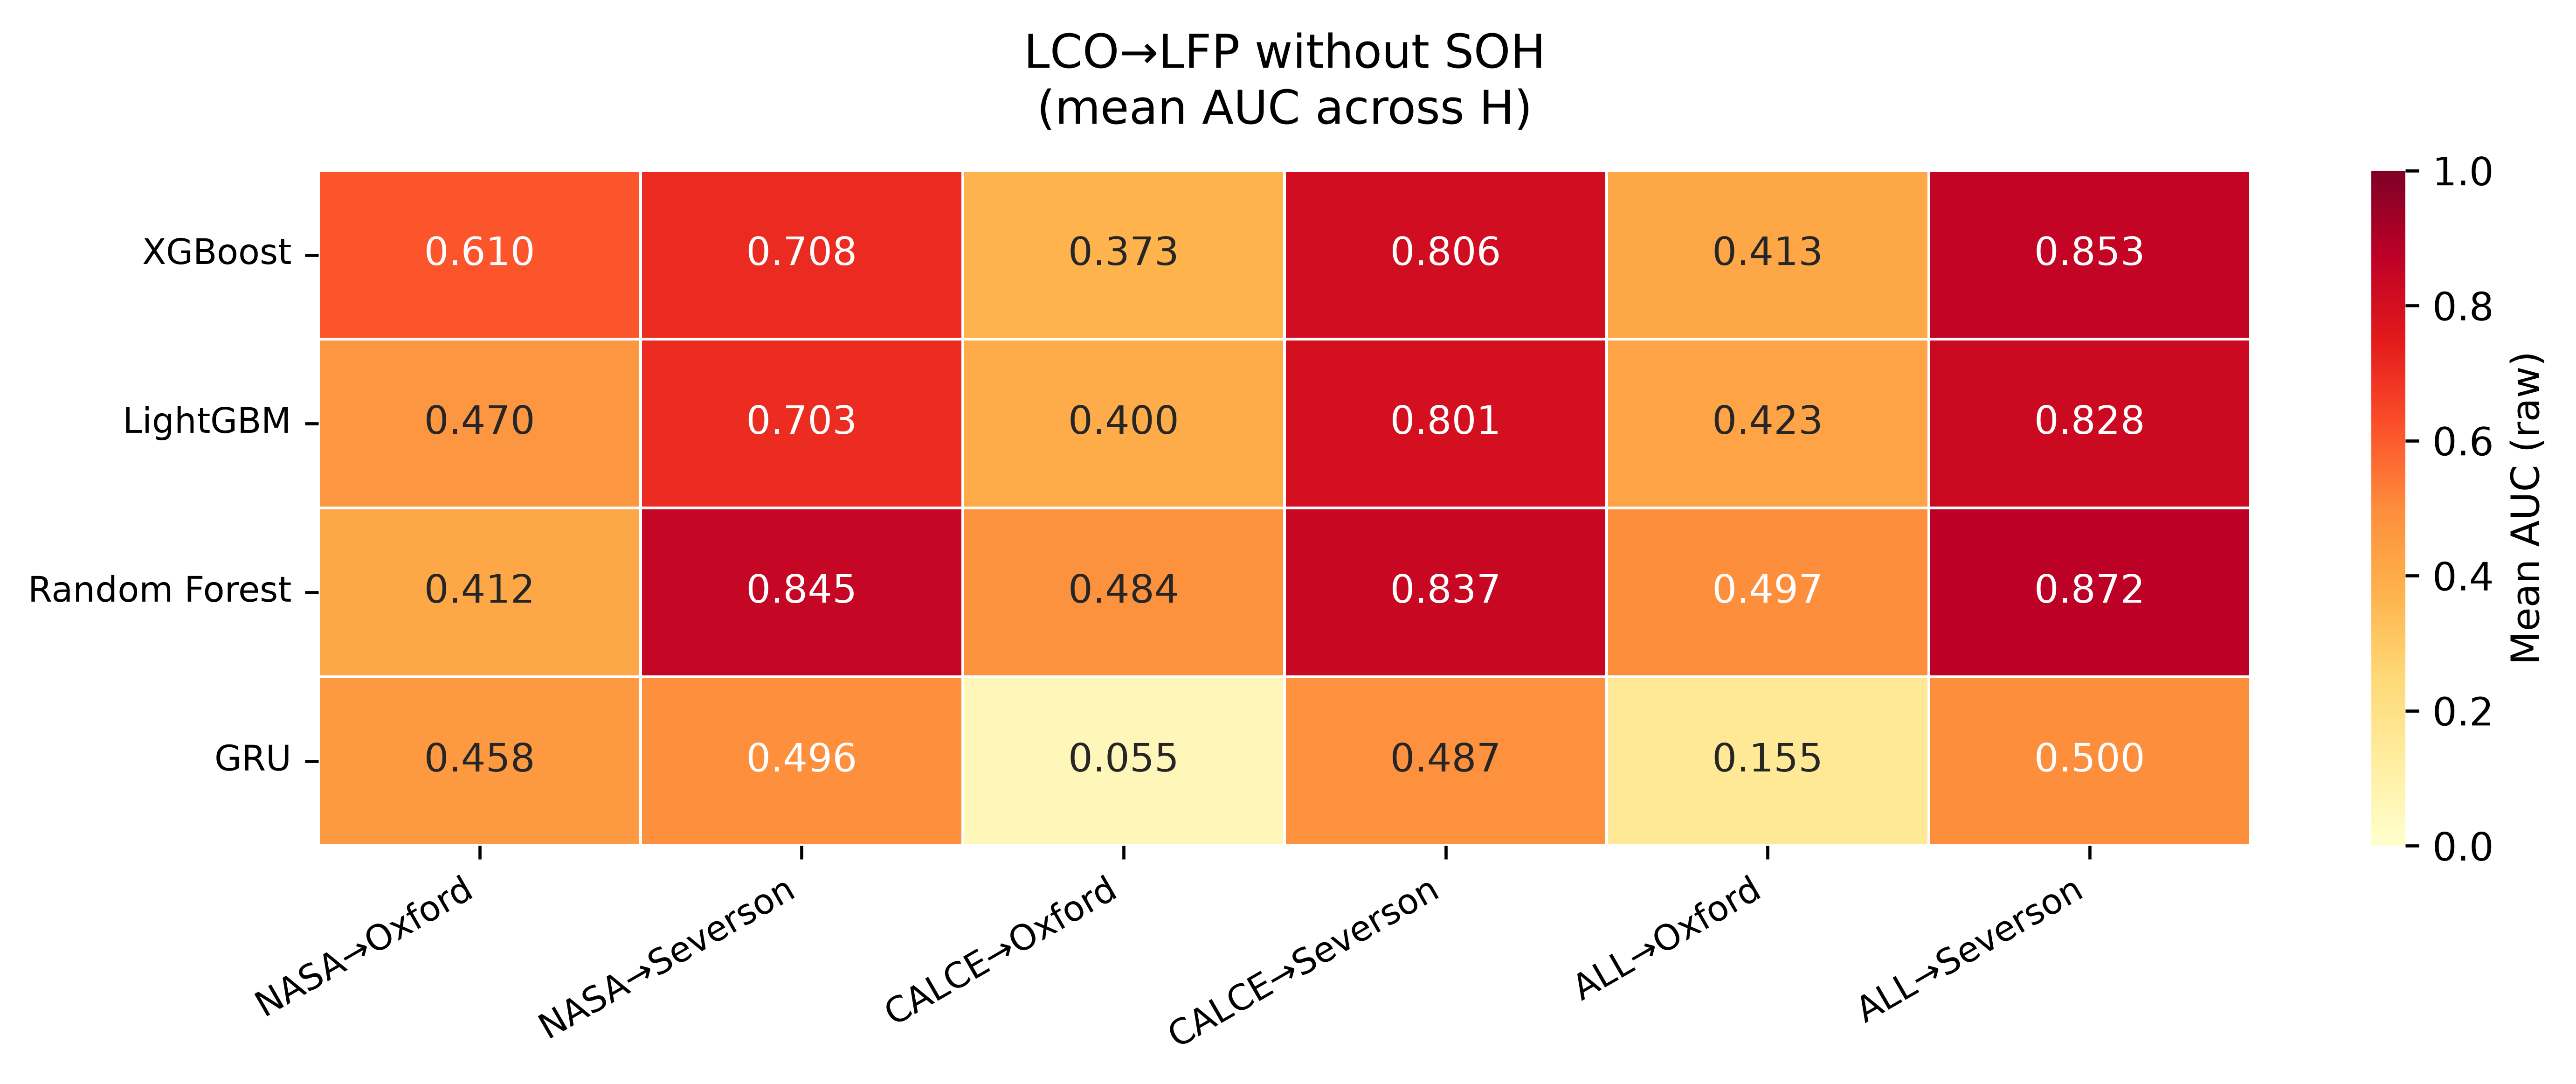 LCO→LFP without SOH
(mean AUC across H)
XGBoost 0.610 0.708 0.373 0.806 0.413 0.853
LightGBM 0.470 0.703 0.400 0.801 0.423 0.828
Random Forest 0.412 0.845 0.484 0.837 0.497 0.872
GRU 0.458 0.496 0.055 0.487 0.155 0.500
NASA→Oxford NASA→Severson CALCE→Oxford CALCE→Severson ALL→Oxford ALL→Severson
1.0
0.8
0.6
0.4
0.2
0.0
Mean AUC (raw)